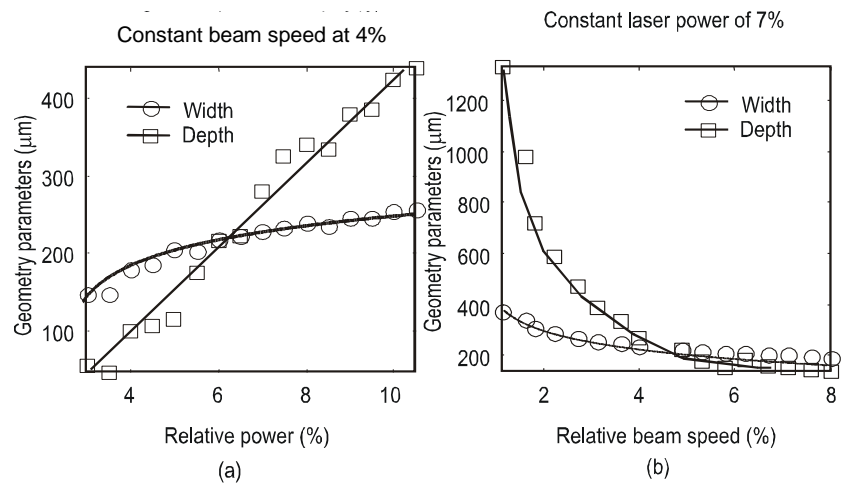 Constant beam speed at 4%
Constant laser power of 7%
Geometry parameters (μm)
400
300
200
100
Width
Depth
4
6
8
10
Relative power (%)
(a)
Geometry parameters (μm)
1200
1000
800
600
400
200
Width
Depth
2
4
6
8
Relative beam speed (%)
(b)